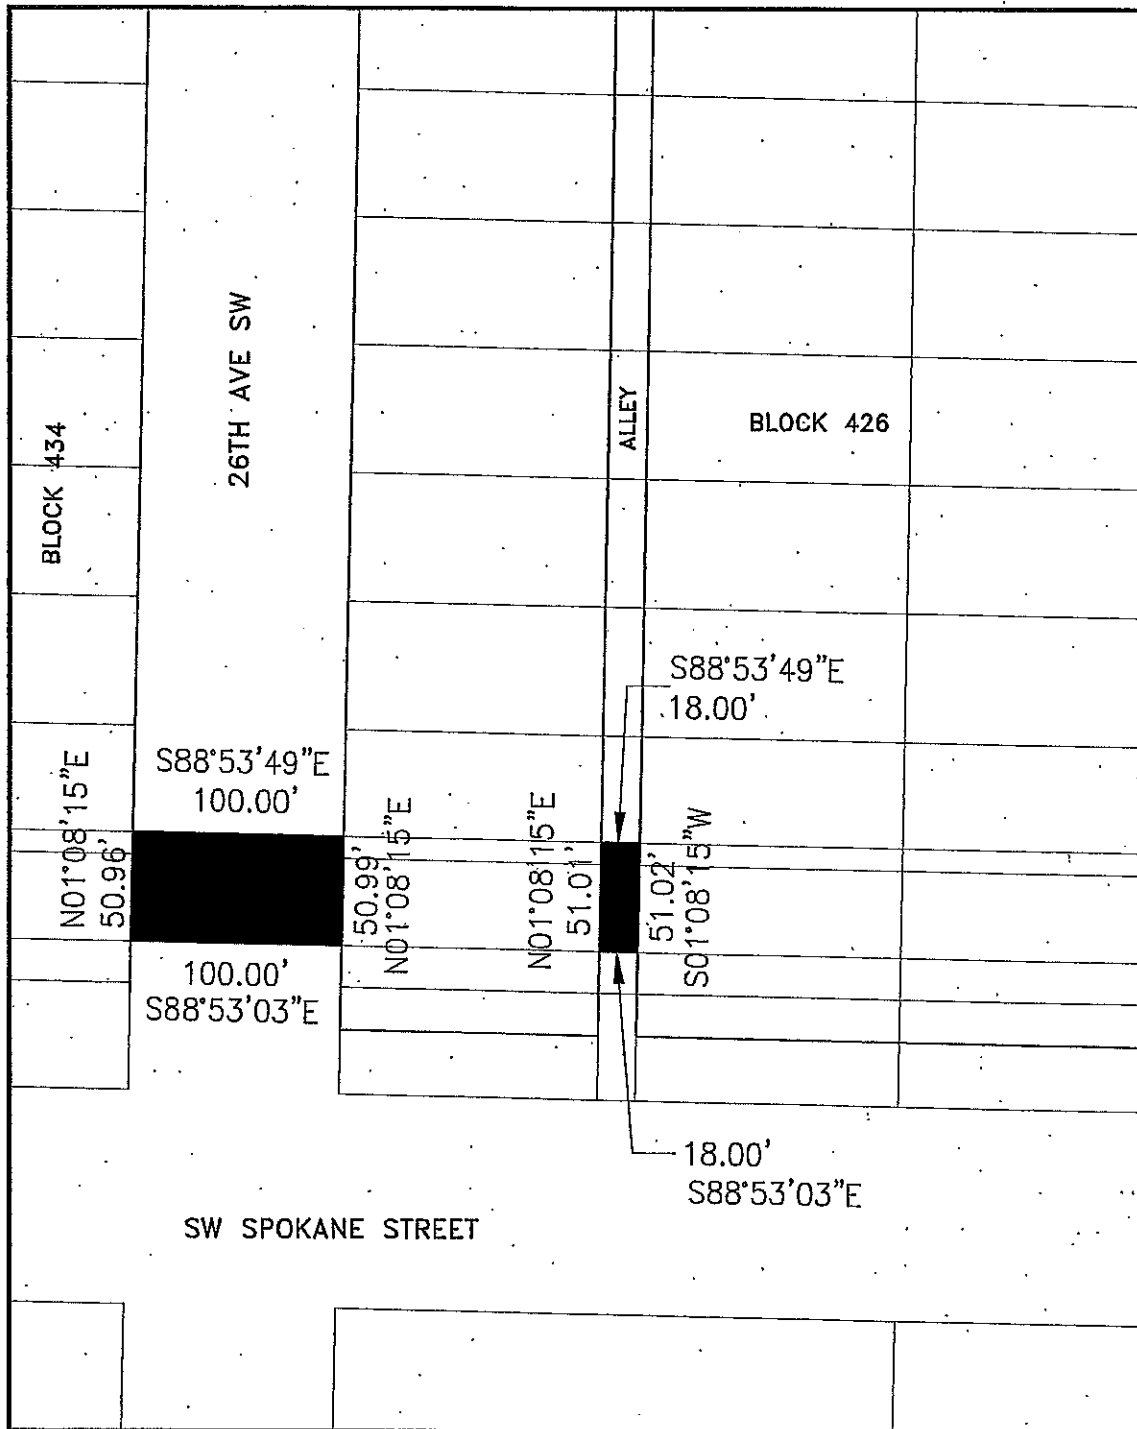 26TH AVE SW
ALLEY
BLOCK 426
BLOCK 434
S88°53'49"E
18.00'
S88°53'49"E
100.00'
N01°08'15"E
50.96'
50.99'
N01°08'15"E
N01°08'15"E
51.01'
51.02'
S01°08'15"W
100.00'
S88°53'03"E
18.00'
S88°53'03"E
SW SPOKANE STREET